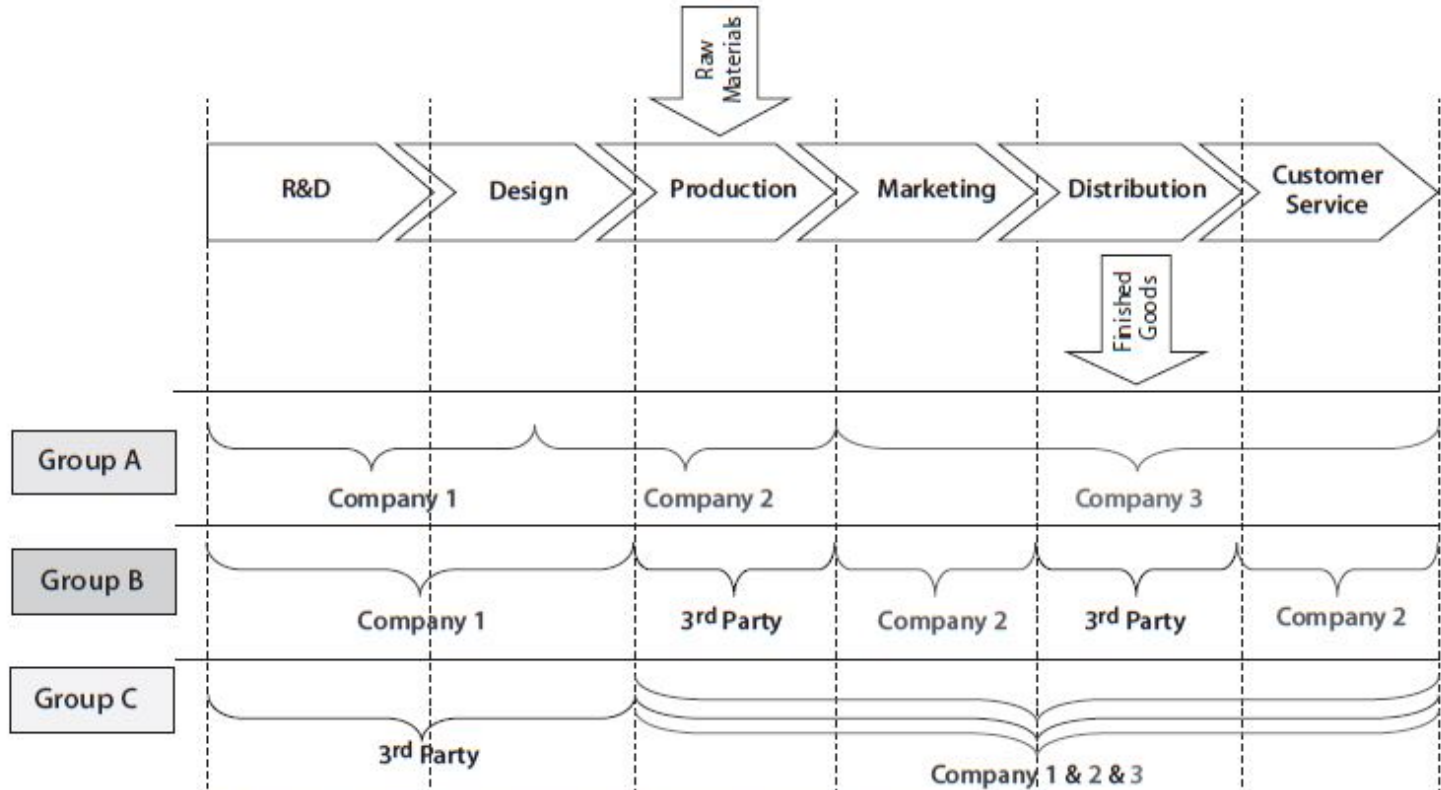 Raw
Materials
R&D
Design
Production
Marketing
Distribution
Customer
Service
Finished
Goods
Group A
Company 1
Company 2
Company 3
Group B
Company 1
3rd Party
Company 2
3rd Party
Company 2
Group C
3rd Party
Company 1 & 2 & 3